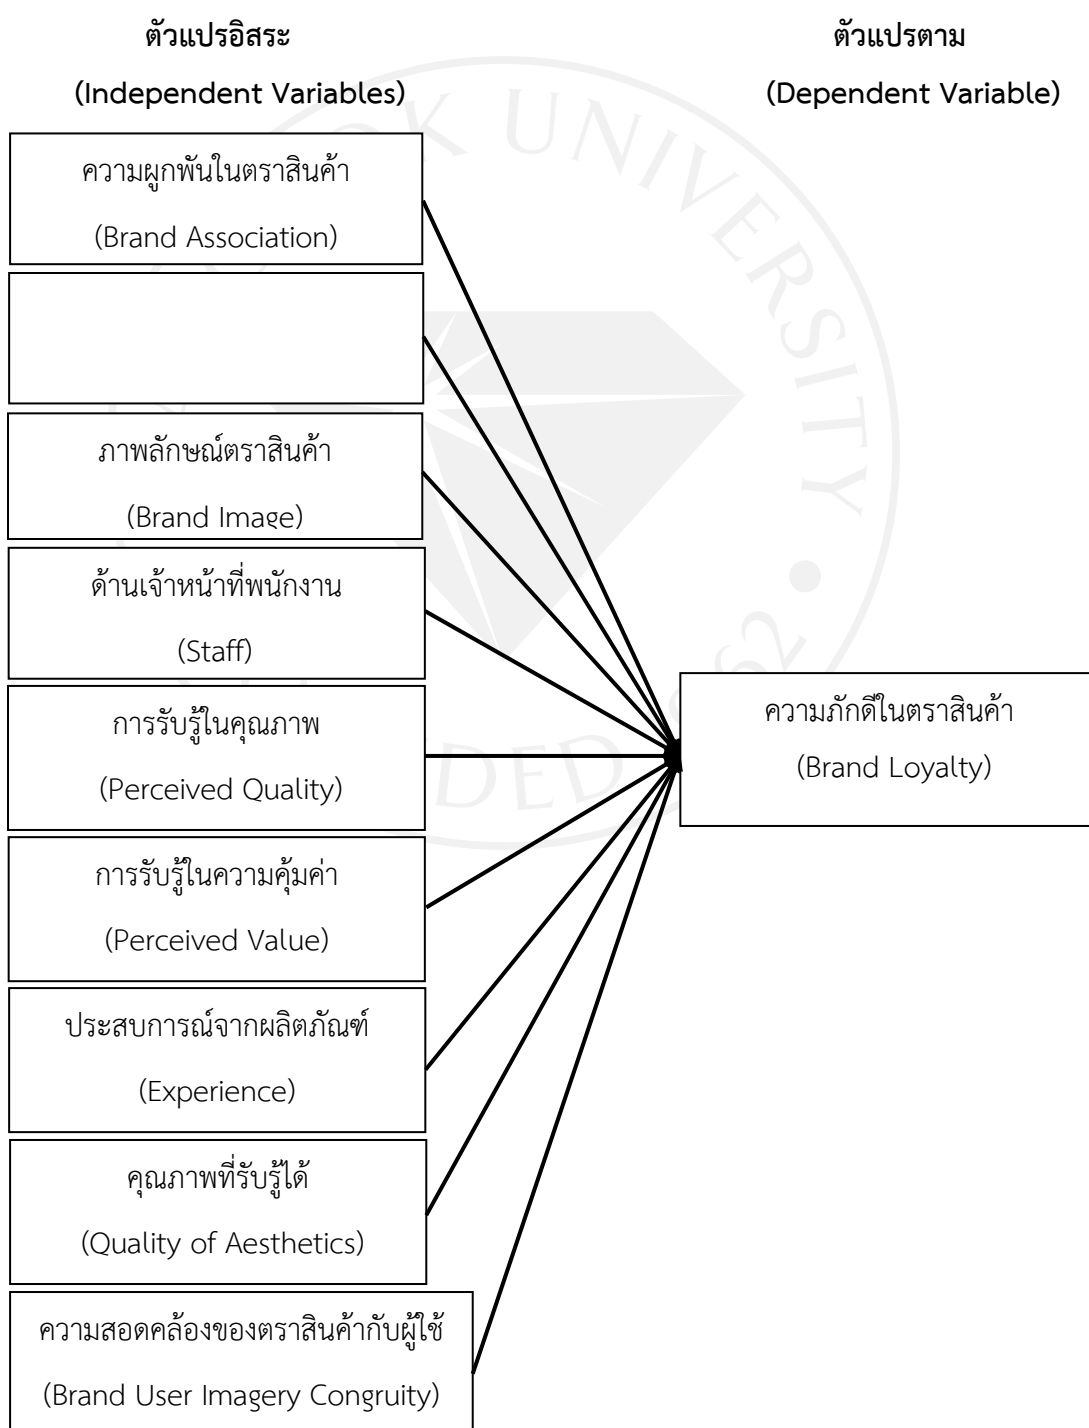 ตัวแปรอิสระ
(Independent Variables)
ตัวแปรตาม
(Dependent Variable)
ความผูกพันในตราสินค้า
(Brand Association)
ภาพลักษณ์ตราสินค้า
(Brand Image)
ด้านเจ้าหน้าที่พนักงาน
(Staff)
การรับรู้ในคุณภาพ
(Perceived Quality)
การรับรู้ในความคุ้มค่า
(Perceived Value)
ประสบการณ์จากผลิตภัณฑ์
(Experience)
คุณภาพที่รับรู้ได้
(Quality of Aesthetics)
ความสอดคล้องของตราสินค้ากับผู้ใช้
(Brand User Imagery Congruity)
ความภักดีในตราสินค้า
(Brand Loyalty)
UNIVERSITY